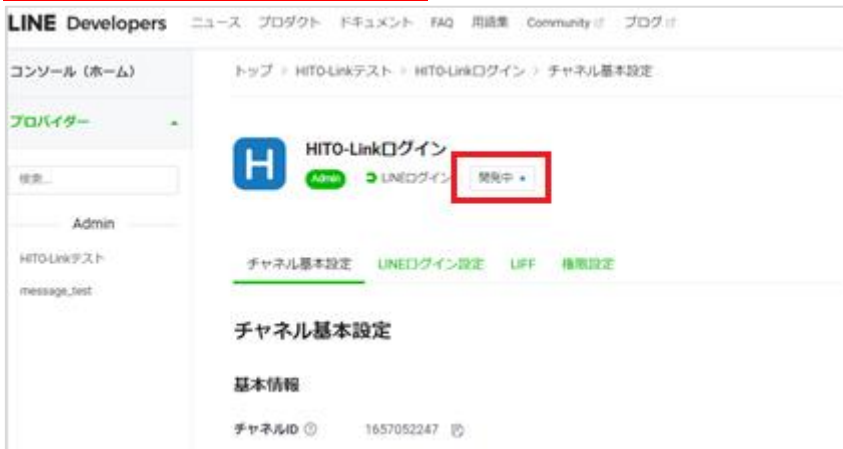 LINE Developers ニュース プロダクト ドキュメント FAQ 用語集 Community ブログ
コンソール（ホーム）
トップ > HITO-Linkテスト > HITO-Linkログイン > チャネル基本設定
プロバイダー
H
HITO-Linkログイン
Admin LINEログイン 開発中
検索...
Admin
HITO-Linkテスト
message_test
チャネル基本設定 LINEログイン設定 LIFF 権限設定
チャネル基本設定
基本情報
チャネルID 1657052247